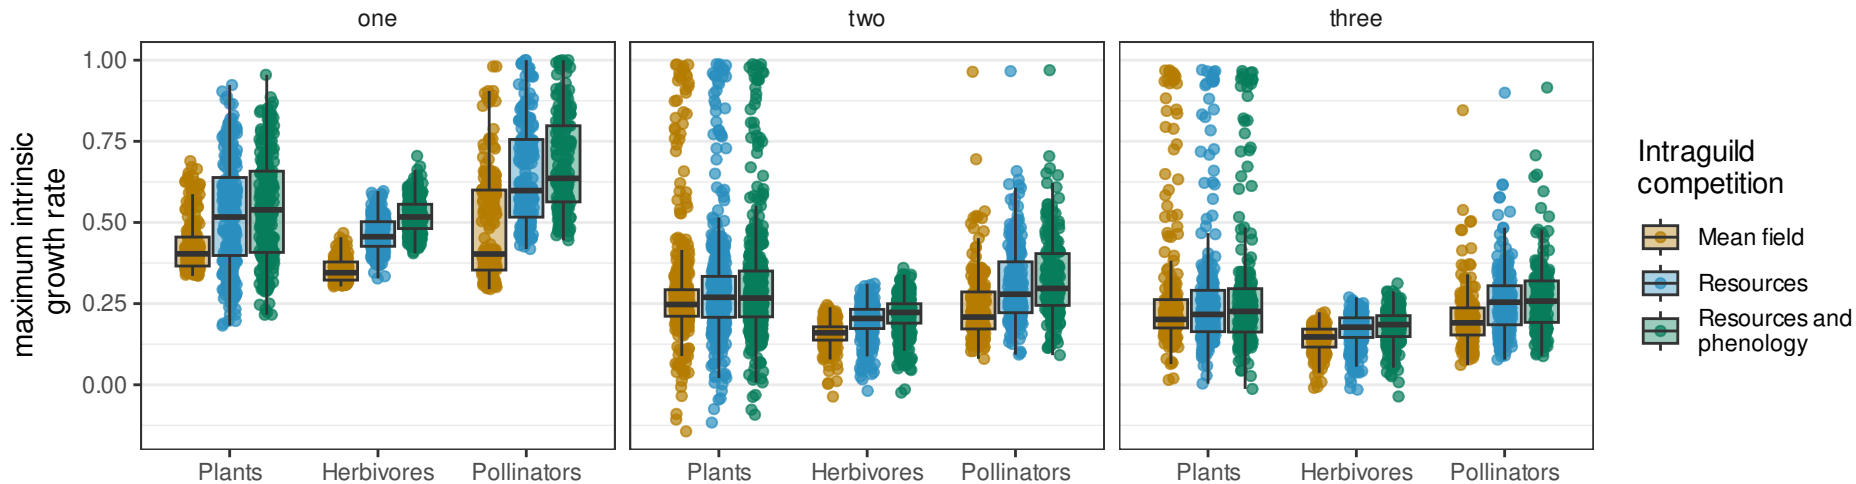 one
two
three
maximum intrinsic
growth rate
1.00
0.75
0.50
0.25
0.00
Plants
Herbivores
Pollinators
Plants
Herbivores
Pollinators
Plants
Herbivores
Pollinators
Intraguild
competition
Mean field
Resources
Resources and
phenology